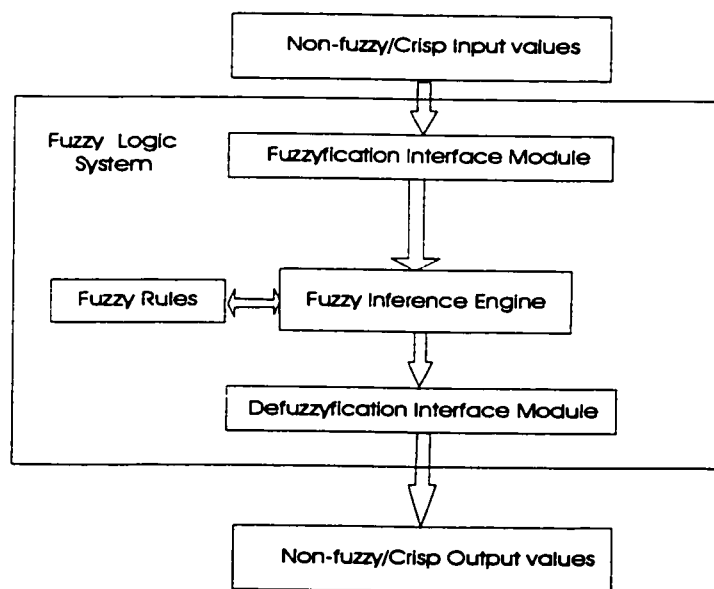 Non-fuzzy/Crisp Input values
Fuzzy Logic
System
Fuzzyfication Interface Module
Fuzzy Rules
Fuzzy Inference Engine
Defuzzyfication Interface Module
Non-fuzzy/Crisp Output values